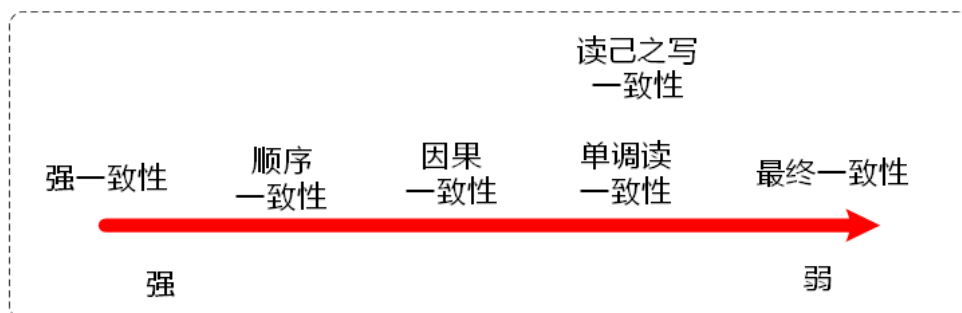 读己之写
一致性
强一致性
顺序
一致性
因果
一致性
单调读
一致性
最终一致性
强
弱